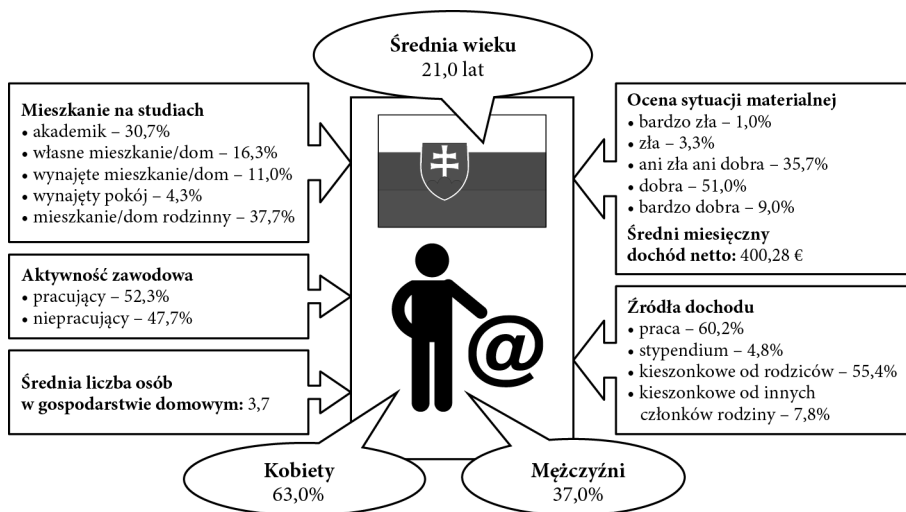 Średnia wieku
21,0 lat
Mieszkanie na studiach
• akademik – 30,7%
• własne mieszkanie/dom – 16,3%
• wynajęte mieszkanie/dom – 11,0%
• wynajęty pokój – 4,3%
• mieszkanie/dom rodzinny – 37,7%
Aktywność zawodowa
• pracujący – 52,3%
• niepracujący – 47,7%
Średnia liczba osób
w gospodarstwie domowym: 3,7
Ocena sytuacji materialnej
• bardzo zła – 1,0%
• zła – 3,3%
• ani zła ani dobra – 35,7%
• dobra – 51,0%
• bardzo dobra – 9,0%
Średni miesięczny
dochód netto: 400,28 €
Źródła dochodu
• praca – 60,2%
• stypendium – 4,8%
• kieszonkowe od rodziców – 55,4%
• kieszonkowe od innych
członków rodziny – 7,8%
@
Kobiety
63,0%
Mężczyźni
37,0%